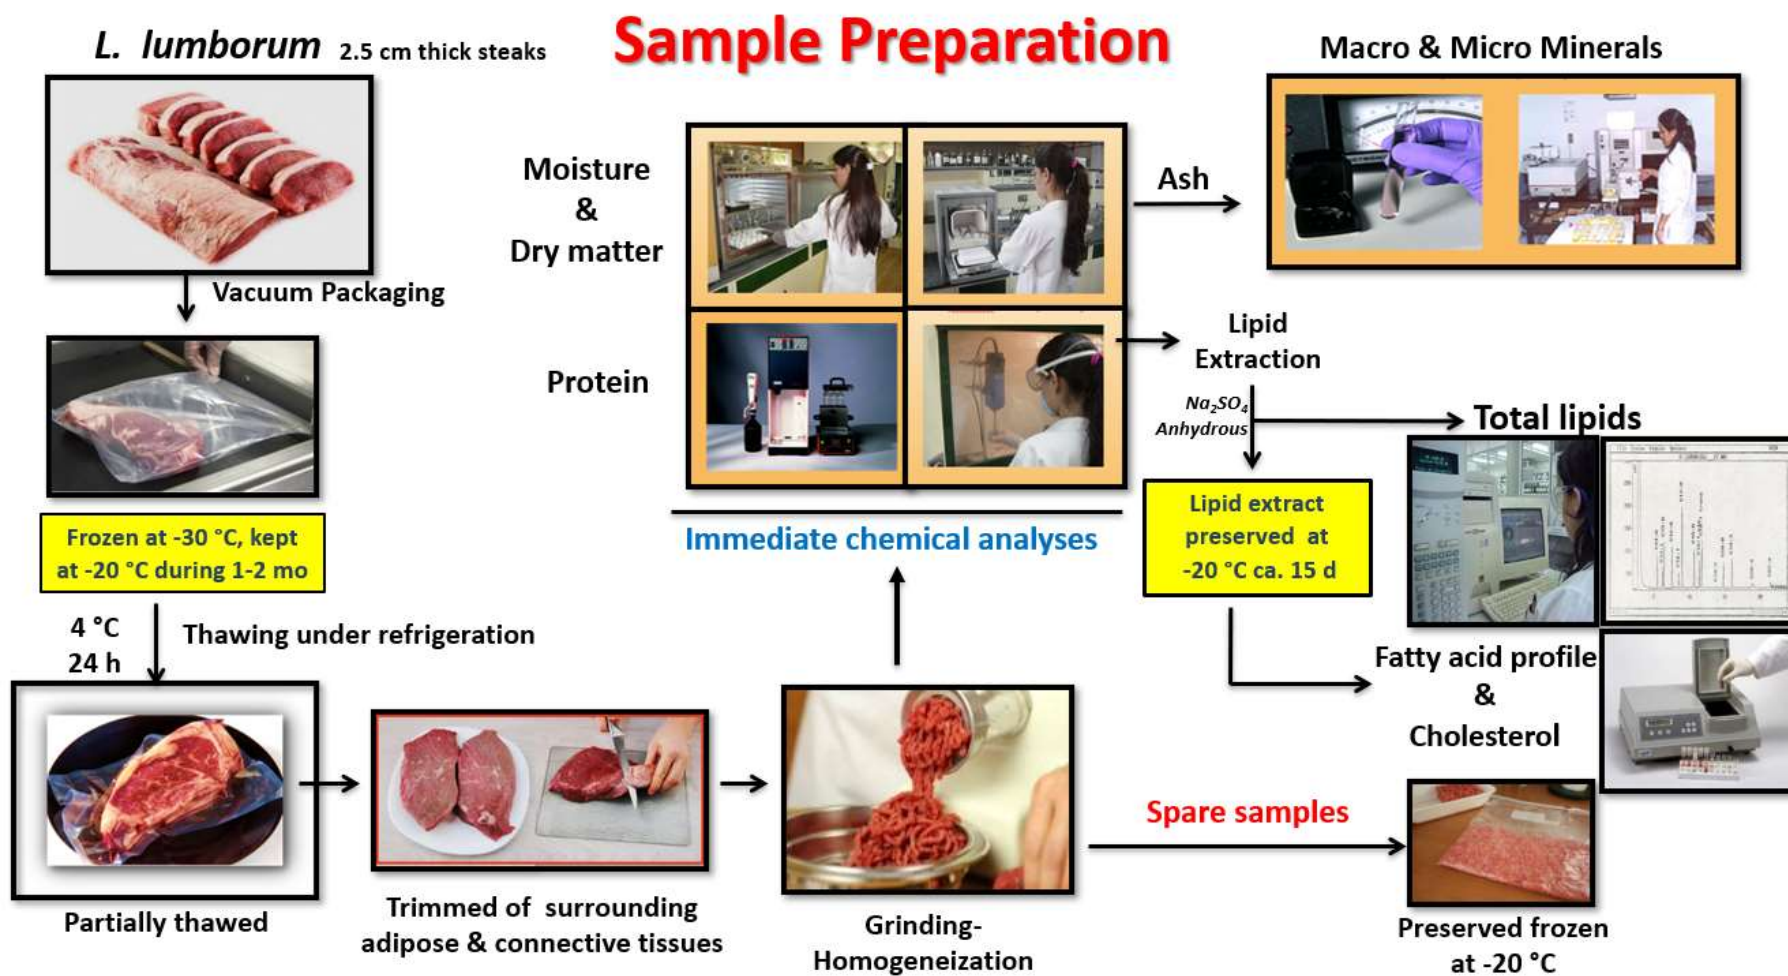 Sample Preparation
L. lumborum 2.5 cm thick steaks
Vacuum Packaging
Frozen at -30 °C, kept
at -20 °C during 1-2 mo
4 °C
24 h
Thawing under refrigeration
Partially thawed
Trimmed of surrounding
adipose & connective tissues
Grinding-
Homogeneization
Moisture
&
Dry matter
Protein
Immediate chemical analyses
Ash
Macro & Micro Minerals
Lipid
Extraction
Na₂SO₄
Anhydrous
Total lipids
Lipid extract
preserved at
-20 °C ca. 15 d
Fatty acid profile
&
Cholesterol
Spare samples
Preserved frozen
at -20 °C